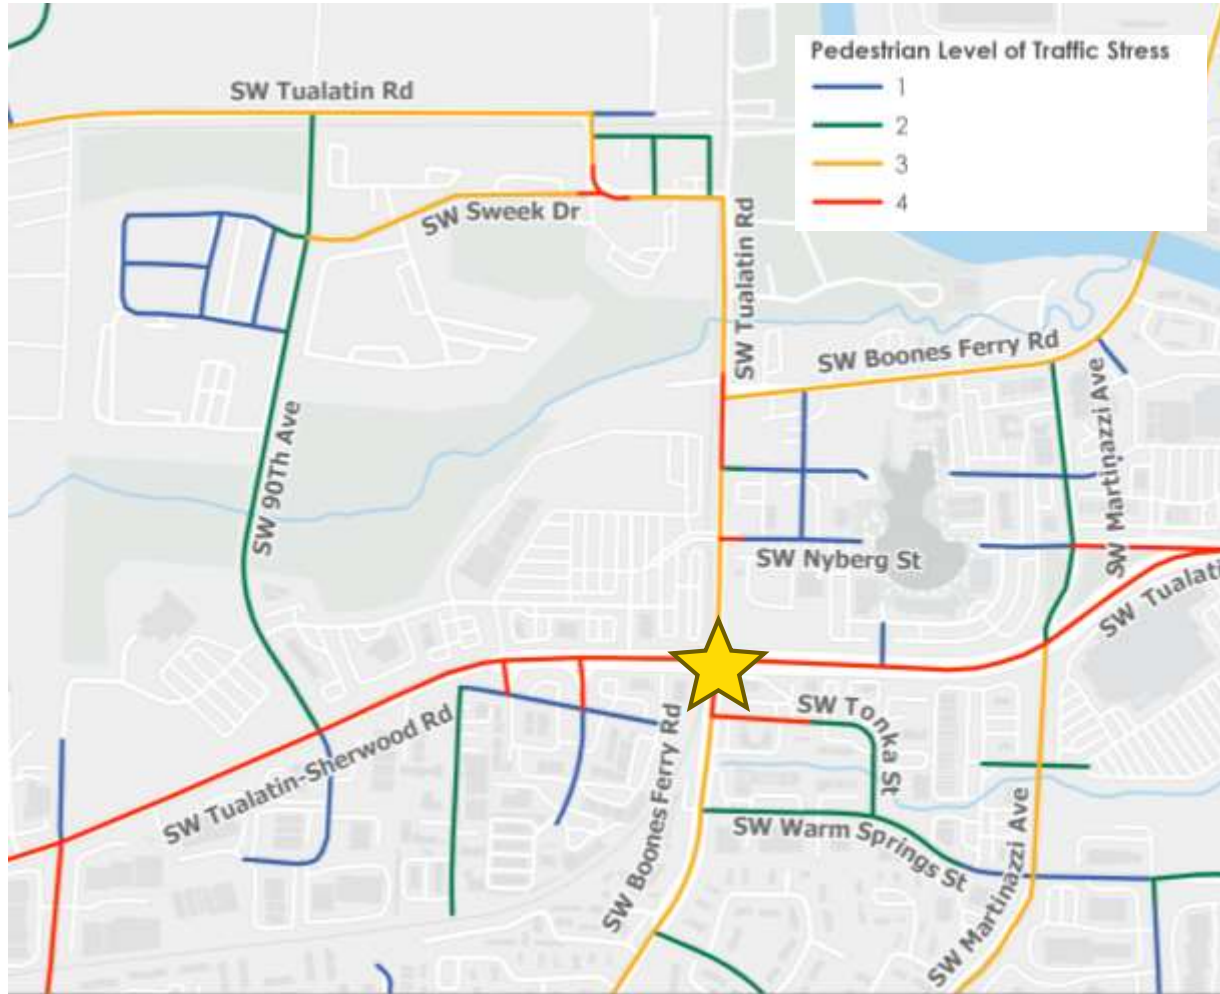 Pedestrian Level of Traffic Stress
1
2
3
4
SW Tualatin Rd
SW Sweek Dr
SW Tualatin Rd
SW Boones Ferry Rd
SW Martinazzi Ave
SW 90Th Ave
SW Nyberg St
SW Tualati
SW Tonka St
SW Tualatin-Sherwood Rd
SW Boones Ferry Rd
SW Warm Springs St
SW Martinazzi Ave